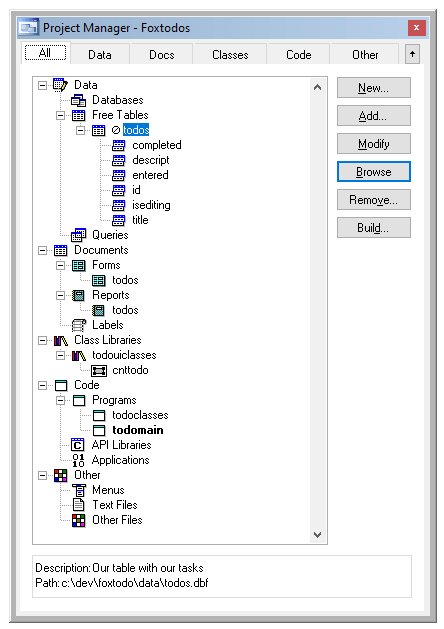 Project Manager - Foxtodos
All Data Docs Classes Code Other
Data
Databases
Free Tables
todos
completed
descript
entered
id
isediting
title
Queries
Documents
Forms
todos
Reports
todos
Labels
Class Libraries
todouiclasses
cnttodo
Code
Programs
todoclasses
todomain
API Libraries
Applications
Other
Menus
Text Files
Other Files
New...
Add...
Modify
Browse
Remove...
Build...
Description: Our table with our tasks
Path: c:\dev\foxtodo\data\todos.dbf